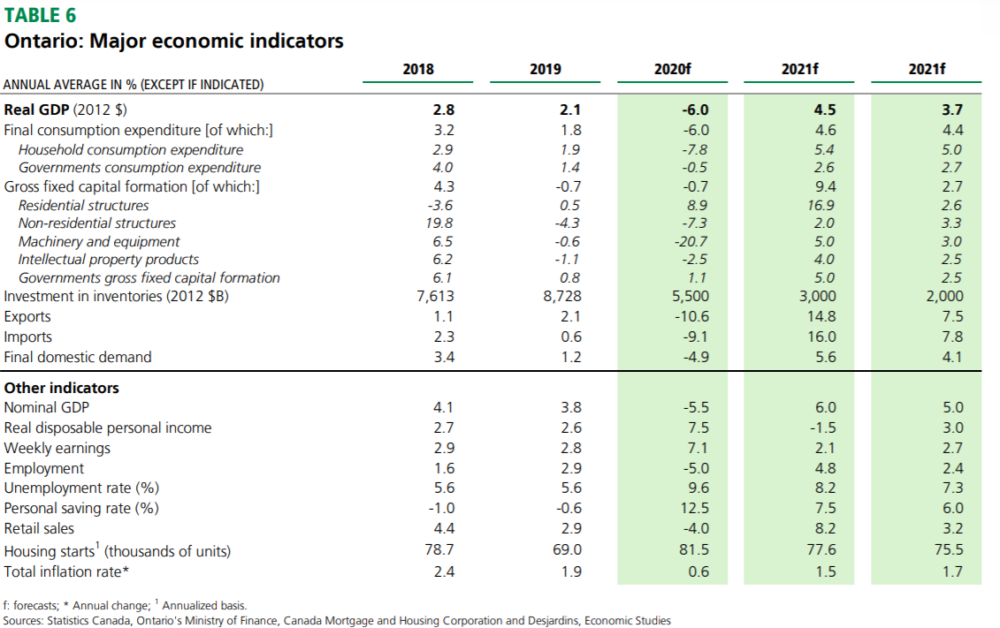 TABLE 6
Ontario: Major economic indicators
2018 2019 2020f 2021f 2021f
ANNUAL AVERAGE IN % (EXCEPT IF INDICATED)
Real GDP (2012 $) 2.8 2.1 -6.0 4.5 3.7
Final consumption expenditure [of which:] 3.2 1.8 -6.0 4.6 4.4
Household consumption expenditure 2.9 1.9 -7.8 5.4 5.0
Governments consumption expenditure 4.0 1.4 -0.5 2.6 2.7
Gross fixed capital formation [of which:] 4.3 -0.7 -0.7 9.4 2.7
Residential structures -3.6 0.5 8.9 16.9 2.6
Non-residential structures 19.8 -4.3 -7.3 2.0 3.3
Machinery and equipment 6.5 -0.6 -20.7 5.0 3.0
Intellectual property products 6.2 -1.1 -2.5 4.0 2.5
Governments gross fixed capital formation 6.1 0.8 1.1 5.0 2.5
Investment in inventories (2012 $B) 7,613 8,728 5,500 3,000 2,000
Exports 1.1 2.1 -10.6 14.8 7.5
Imports 2.3 0.6 -9.1 16.0 7.8
Final domestic demand 3.4 1.2 -4.9 5.6 4.1
Other indicators
Nominal GDP 4.1 3.8 -5.5 6.0 5.0
Real disposable personal income 2.7 2.6 7.5 -1.5 3.0
Weekly earnings 2.9 2.8 7.1 2.1 2.7
Employment 1.6 2.9 -5.0 4.8 2.4
Unemployment rate (%) 5.6 5.6 9.6 8.2 7.3
Personal saving rate (%) -1.0 -0.6 12.5 7.5 6.0
Retail sales 4.4 2.9 -4.0 8.2 3.2
Housing starts¹ (thousands of units) 78.7 69.0 81.5 77.6 75.5
Total inflation rate* 2.4 1.9 0.6 1.5 1.7
f: forecasts; * Annual change; ¹ Annualized basis.
Sources: Statistics Canada, Ontario's Ministry of Finance, Canada Mortgage and Housing Corporation and Desjardins, Economic Studies